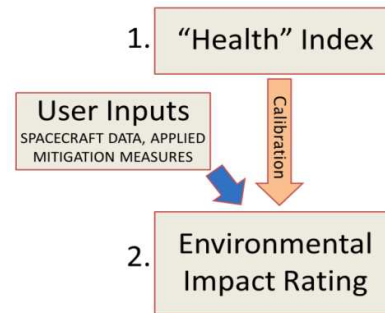 1. “Health” Index
User Inputs
SPACECRAFT DATA, APPLIED
MITIGATION MEASURES
Calibration
2. Environmental
Impact Rating